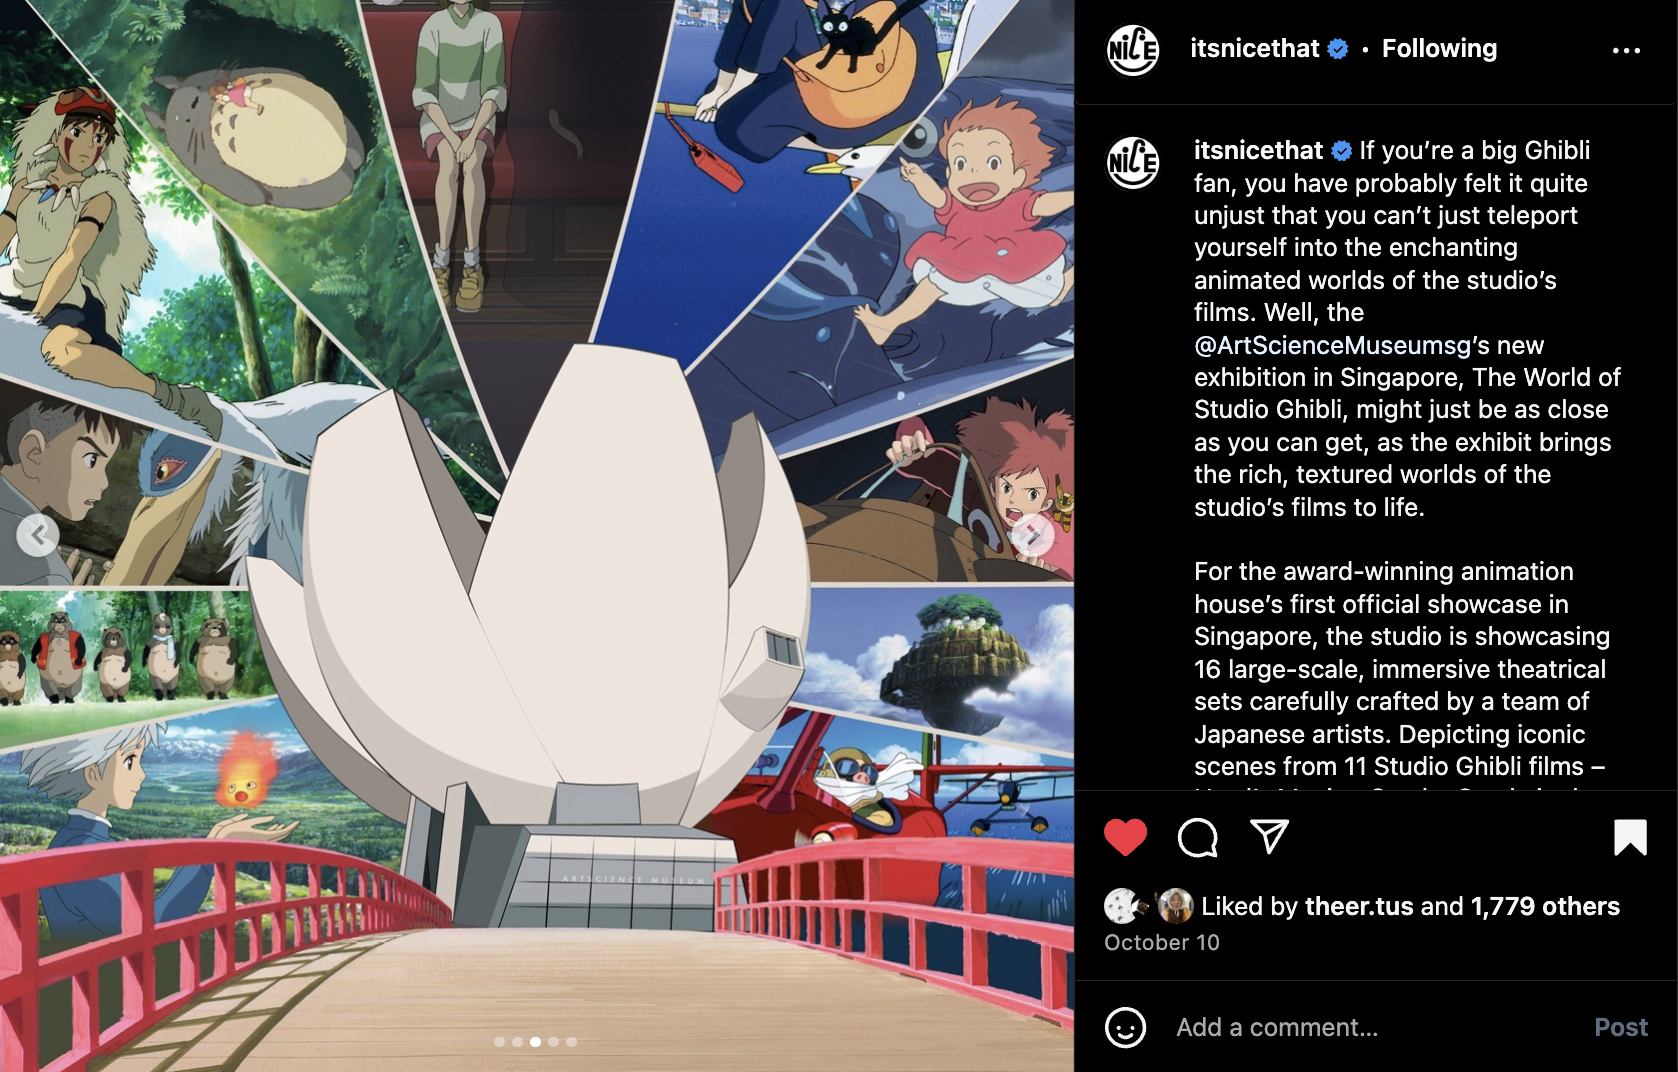 ARTSCIENCE MUSEUM
NICE
itsnicethat • Following
NICE
itsnicethat If you’re a big Ghibli
fan, you have probably felt it quite
unjust that you can’t just teleport
yourself into the enchanting
animated worlds of the studio’s
films. Well, the
@ArtScienceMuseumsg’s new
exhibition in Singapore, The World of
Studio Ghibli, might just be as close
as you can get, as the exhibit brings
the rich, textured worlds of the
studio’s films to life.
For the award-winning animation
house’s first official showcase in
Singapore, the studio is showcasing
16 large-scale, immersive theatrical
sets carefully crafted by a team of
Japanese artists. Depicting iconic
scenes from 11 Studio Ghibli films –
Liked by theer.tus and 1,779 others
October 10
Add a comment...
Post